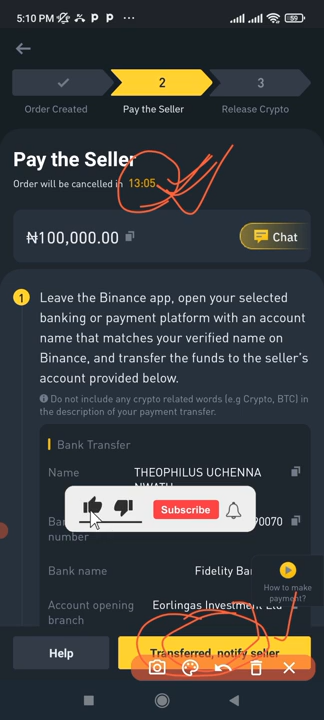 5:10 PM
59
2
3
Order Created
Pay the Seller
Release Crypto
Pay the Seller
Order will be cancelled in 13:05
₦100,000.00
Chat
1
Leave the Binance app, open your selected
banking or payment platform with an account
name that matches your verified name on
Binance, and transfer the funds to the seller's
account provided below.
Do not include any crypto related words (e.g Crypto, BTC) in
the description of your payment transfer.
Bank Transfer
Name
THEOPHILUS UCHENNA
Subscribe
number
90070
Bank name
Fidelity
How to make
payment?
Account opening
branch
Eorlingas Investment
Help
Transferred, notify seller